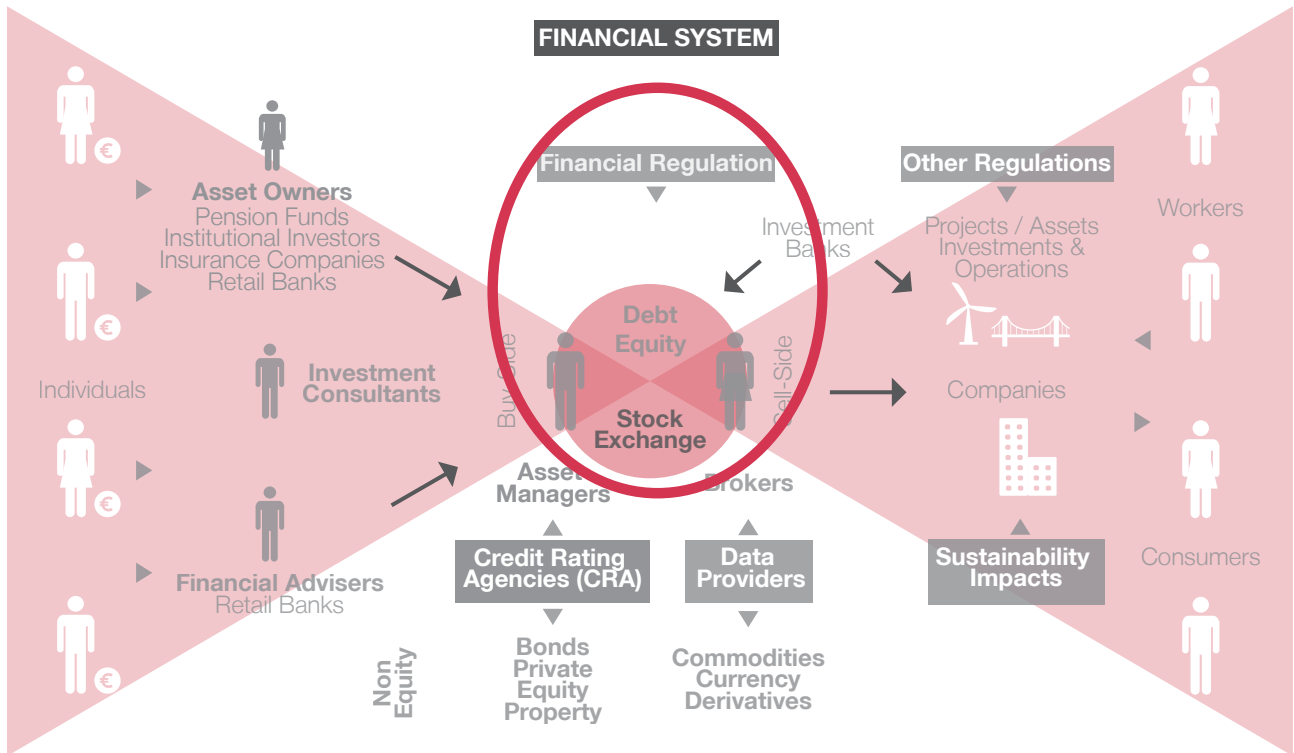 FINANCIAL SYSTEM
Financial Regulation
Other Regulations
€
Asset Owners
Pension Funds
Institutional Investors
Insurance Companies
Retail Banks
Investment
Banks
Projects / Assets
Investments &
Operations
Workers
€
Debt
Equity
Individuals
Investment
Consultants
Buy-Side
Sell-Side
Companies
Stock
Exchange
€
Asset
Managers
Brokers
Financial Advisers
Retail Banks
Credit Rating
Agencies (CRA)
Data
Providers
Sustainability
Impacts
Consumers
€
Non
Equity
Bonds
Private
Equity
Property
Commodities
Currency
Derivatives